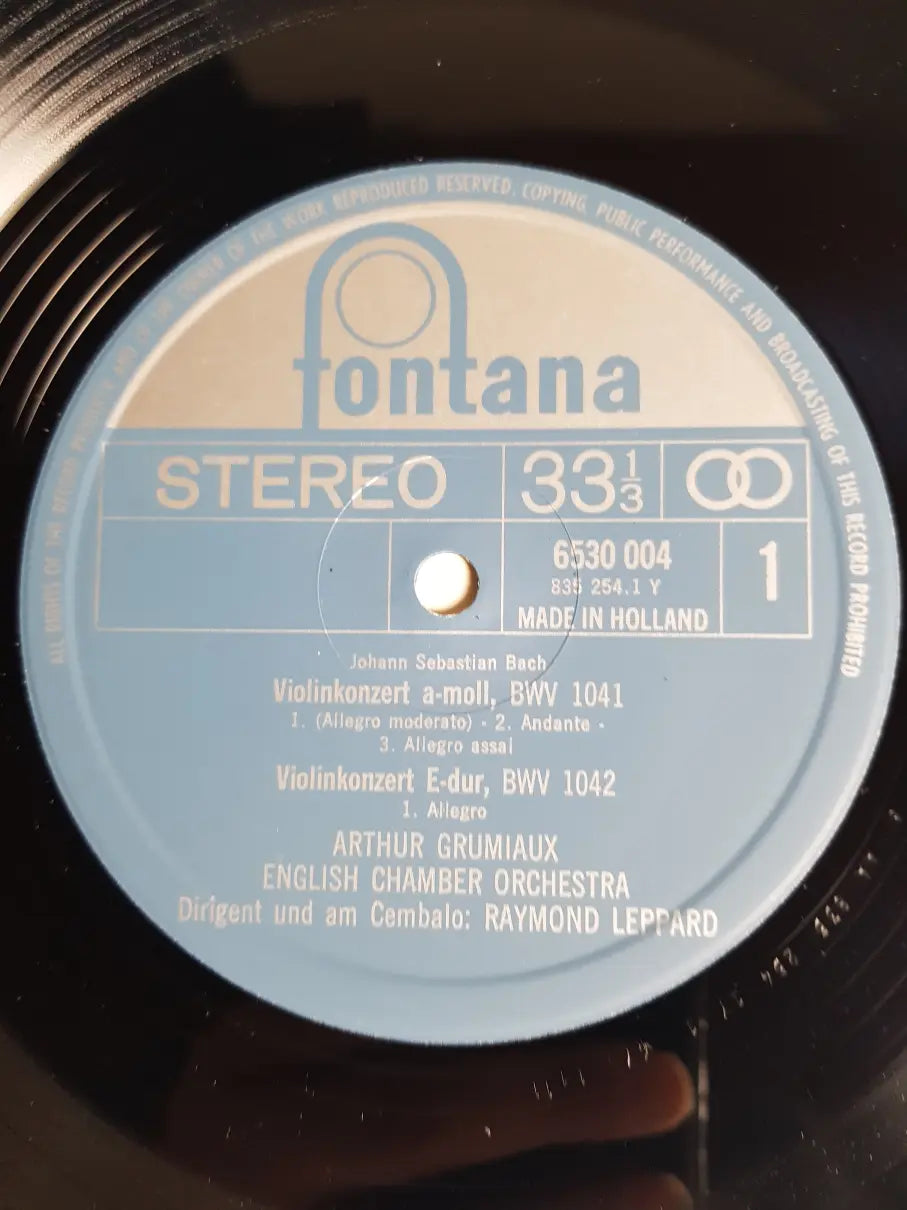 ALL RIGHTS OF THE RECORD PRODUCER AND OF THE OWNER OF THE WORK REPRODUCED RESERVED. COPYING, PUBLIC PERFORMANCE AND BROADCASTING OF THIS RECORD PROHIBITED
fontana
STEREO 33 1/3
6530 004 1
835 254.1 Y
MADE IN HOLLAND
Johann Sebastian Bach
Violinkonzert a-moll, BWV 1041
1. (Allegro moderato) - 2. Andante -
3. Allegro assai
Violinkonzert E-dur, BWV 1042
1. Allegro
ARTHUR GRUMIAUX
ENGLISH CHAMBER ORCHESTRA
Dirigent und am Cembalo: RAYMOND LEPPARD